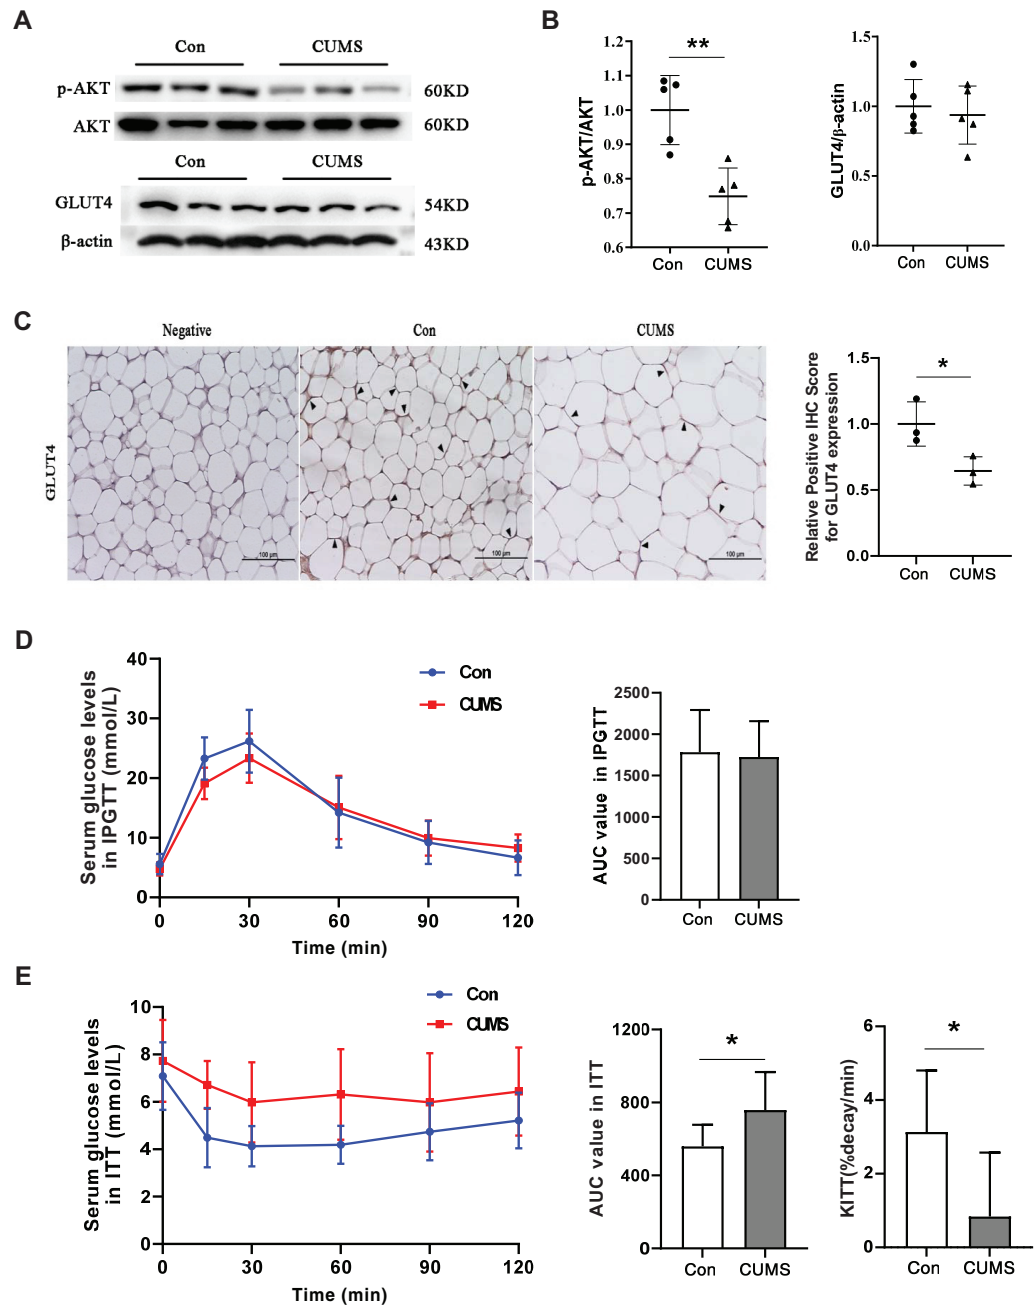 A
Con CUMS
p-AKT 60KD
AKT 60KD
Con CUMS
GLUT4 54KD
β-actin 43KD
B
p-AKT/AKT
1.2
1.1
1.0
0.9
0.8
0.7
0.6
**
Con CUMS
GLUT4/β-actin
1.5
1.0
0.5
0.0
Con CUMS
C
Negative Con CUMS
GLUT4
100 μm 100 μm 100 μm
Relative Positive IHC Score
for GLUT4 expression
1.5
1.0
0.5
0.0
*
Con CUMS
D
Serum glucose levels
in IPGTT (mmol/L)
40
30
20
10
0
0 30 60 90 120
Time (min)
Con
CUMS
AUC value in IPGTT
2500
2000
1500
1000
500
0
Con CUMS
E
Serum glucose levels
in ITT (mmol/L)
10
8
6
4
2
0
0 30 60 90 120
Time (min)
Con
CUMS
AUC value in ITT
1200
800
400
0
*
Con CUMS
KITT(%decay/min)
6
4
2
0
*
Con CUMS